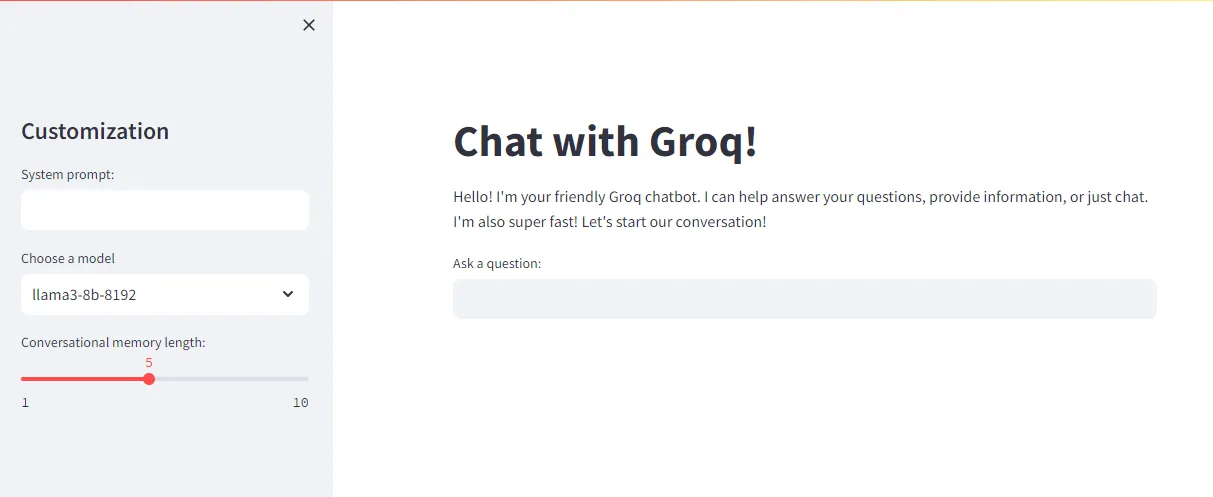 Customization
System prompt:
Choose a model
llama3-8b-8192
Conversational memory length:
5
1
10
Chat with Groq!
Hello! I'm your friendly Groq chatbot. I can help answer your questions, provide information, or just chat.
I'm also super fast! Let's start our conversation!
Ask a question: